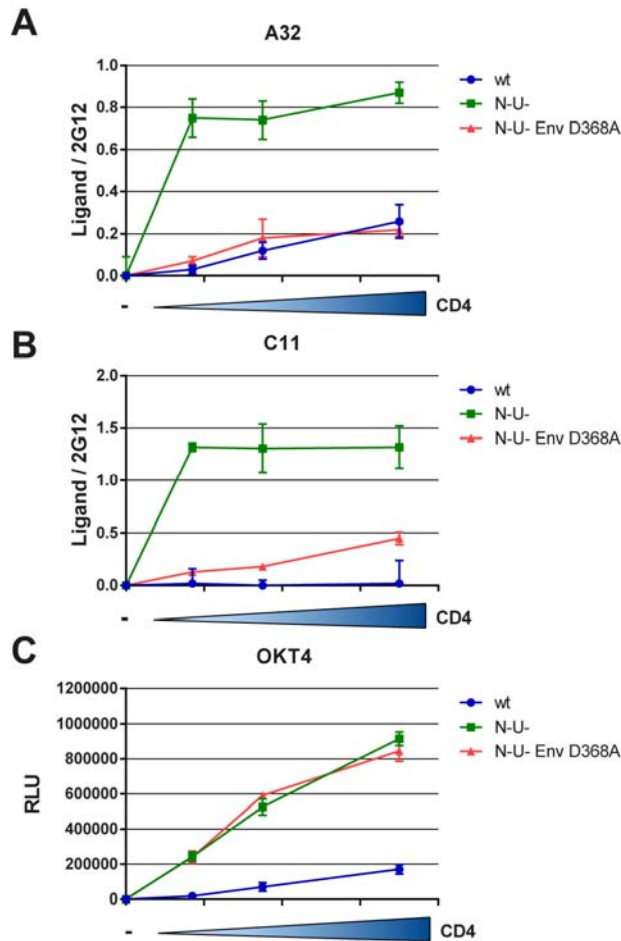 A
A32
Ligand / 2G12
1.0
0.8
0.6
0.4
0.2
0.0
wt
N-U-
N-U- Env D368A
-
CD4
B
C11
Ligand / 2G12
2.0
1.5
1.0
0.5
0.0
wt
N-U-
N-U- Env D368A
-
CD4
C
OKT4
RLU
1200000
1000000
800000
600000
400000
200000
0
wt
N-U-
N-U- Env D368A
-
CD4